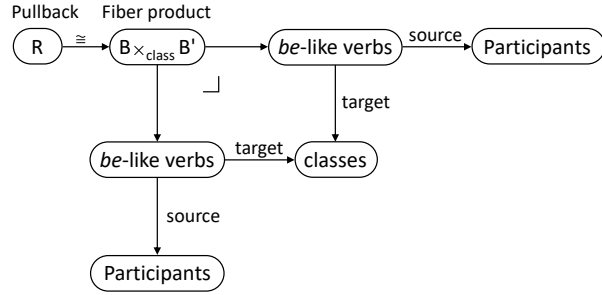 Pullback
Fiber product
R
≅
B ×class B'
be-like verbs
source
Participants
target
be-like verbs
target
classes
source
Participants